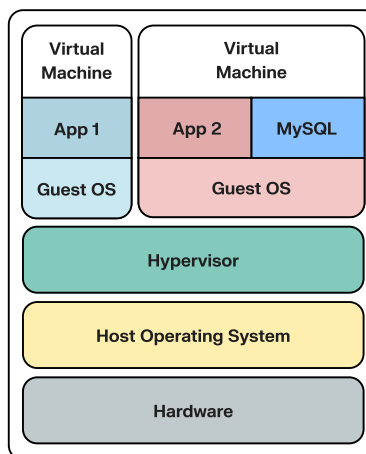 Virtual
Machine
Virtual
Machine
App 1
App 2
MySQL
Guest OS
Guest OS
Hypervisor
Host Operating System
Hardware